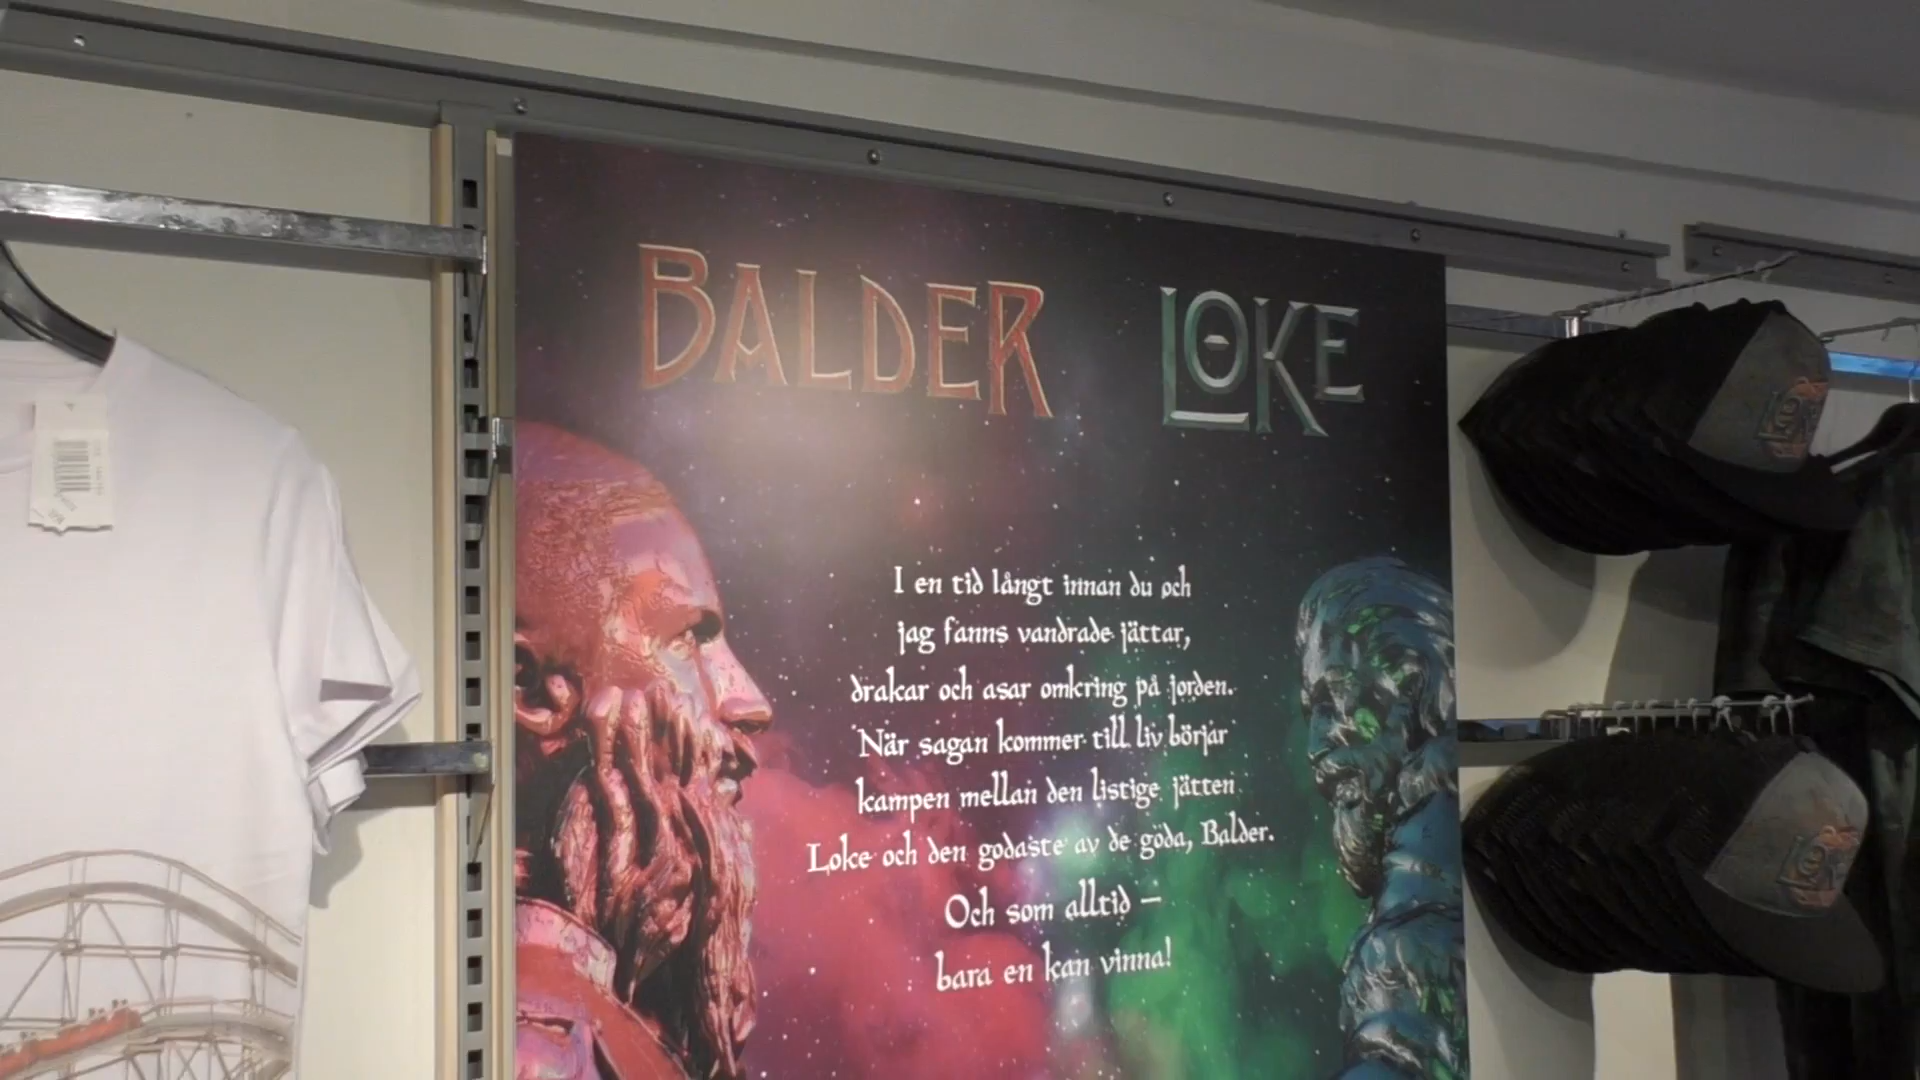 BALDER LOKE
I en tid långt innan du och
jag fanns vandrade jättar,
drakar och asar omkring på jorden.
När sagan kommer till liv börjar
kampen mellan den listige jätten
Loke och den godaste av de goda, Balder.
Och som alltid –
bara en kan vinna!